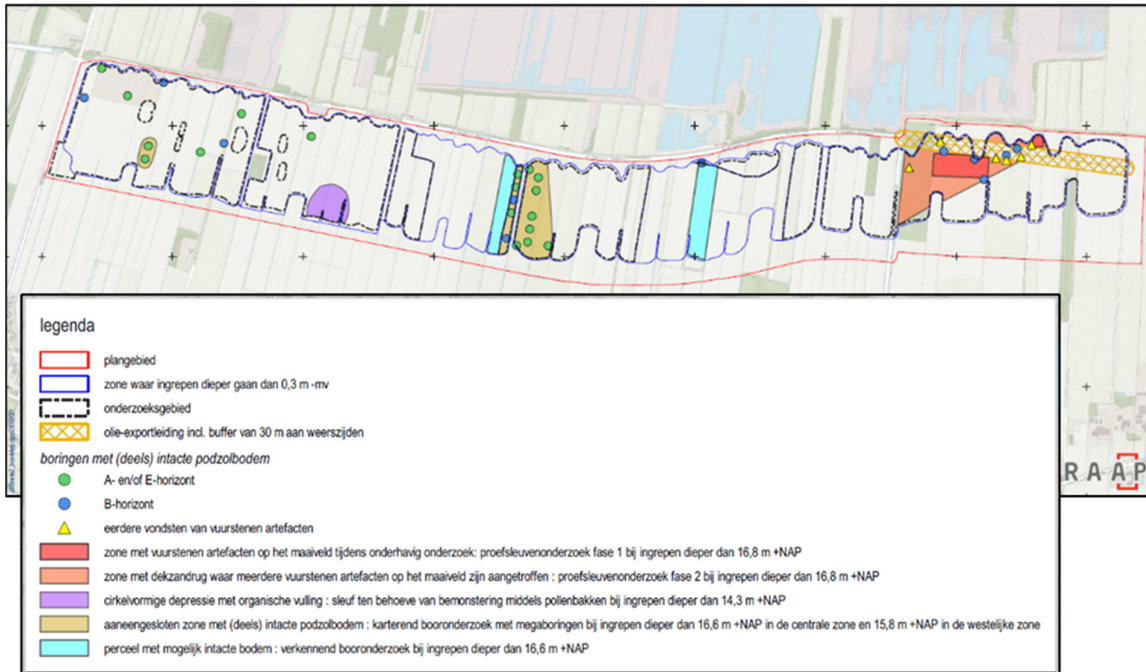 RAAP
legenda
plangebied
zone waar ingrepen dieper gaan dan 0,3 m -mv
onderzoeksgebied
olie-exportleiding incl. buffer van 30 m aan weerszijden
boringen met (deels) intacte podzolbodem
A- en/of E-horizont
B-horizont
eerdere vondsten van vuurstenen artefacten
zone met vuurstenen artefacten op het maaiveld tijdens onderhavig onderzoek: proefsleuvenonderzoek fase 1 bij ingrepen dieper dan 16,8 m +NAP
zone met dekzandrug waar meerdere vuurstenen artefacten op het maaiveld zijn aangetroffen : proefsleuvenonderzoek fase 2 bij ingrepen dieper dan 16,8 m +NAP
cirkelvormige depressie met organische vulling : sleuf ten behoeve van bemonstering middels pollenbakken bij ingrepen dieper dan 14,3 m +NAP
aaneengesloten zone met (deels) intacte podzolbodem : karterend booronderzoek met megaboringen bij ingrepen dieper dan 16,6 m +NAP in de centrale zone en 15,8 m +NAP in de westelijke zone
perceel met mogelijk intacte bodem : verkennend booronderzoek bij ingrepen dieper dan 16,6 m +NAP